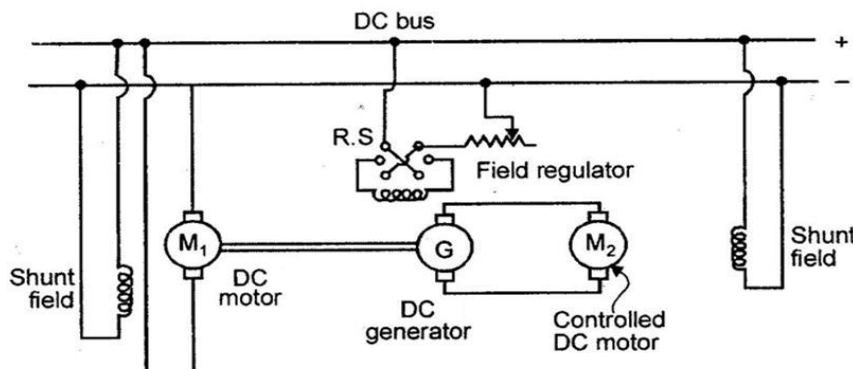 DC bus
+
−
R.S
Field regulator
M1
G
M2
Shunt
field
DC
motor
DC
generator
Controlled
DC motor
Shunt
field